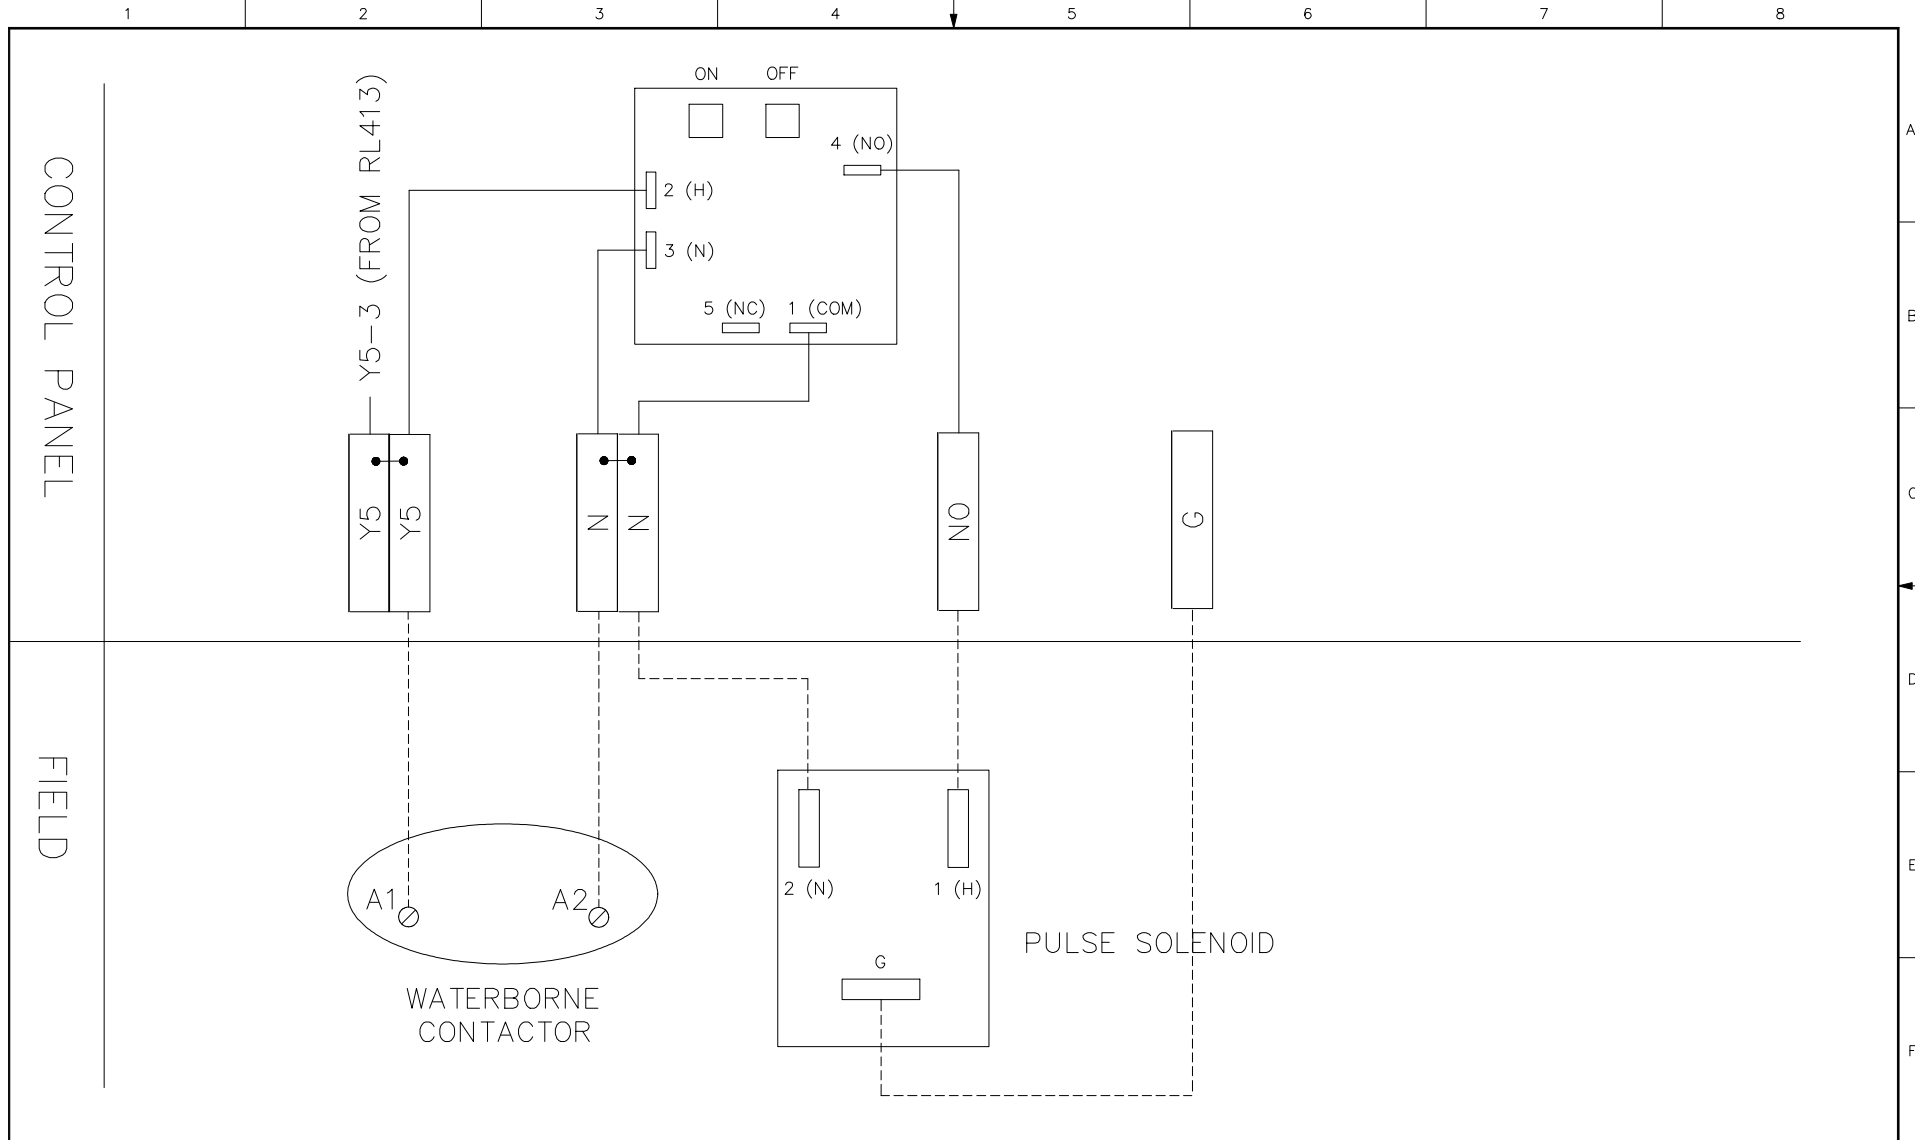 1 2 3 4 5 6 7 8
ON OFF
A
4 (NO)
CONTROL PANEL
Y5-3 (FROM RL413)
2 (H)
3 (N)
5 (NC) 1 (COM)
B
Y5 Y5 N N NO G
C
D
FIELD
E
A1 A2
2 (N) 1 (H)
PULSE SOLENOID
G
WATERBORNE
CONTACTOR
F